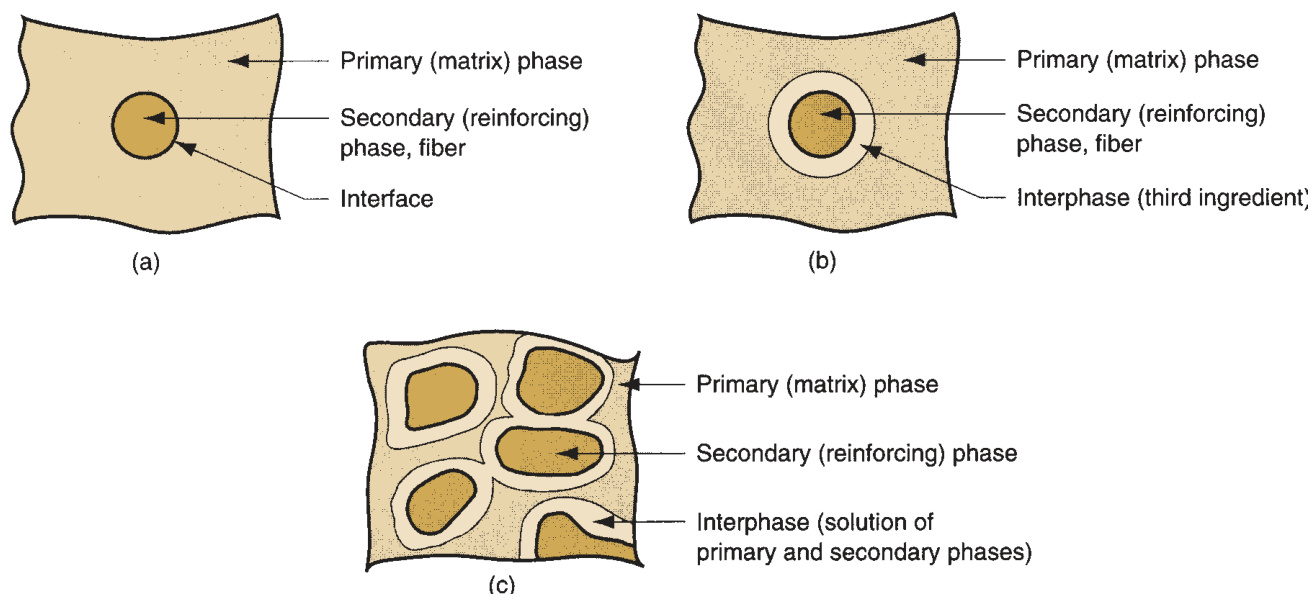 Primary (matrix) phase
Secondary (reinforcing)
phase, fiber
Interface
(a)
Primary (matrix) phase
Secondary (reinforcing)
phase, fiber
Interphase (third ingredient)
(b)
Primary (matrix) phase
Secondary (reinforcing) phase
Interphase (solution of
primary and secondary phases)
(c)